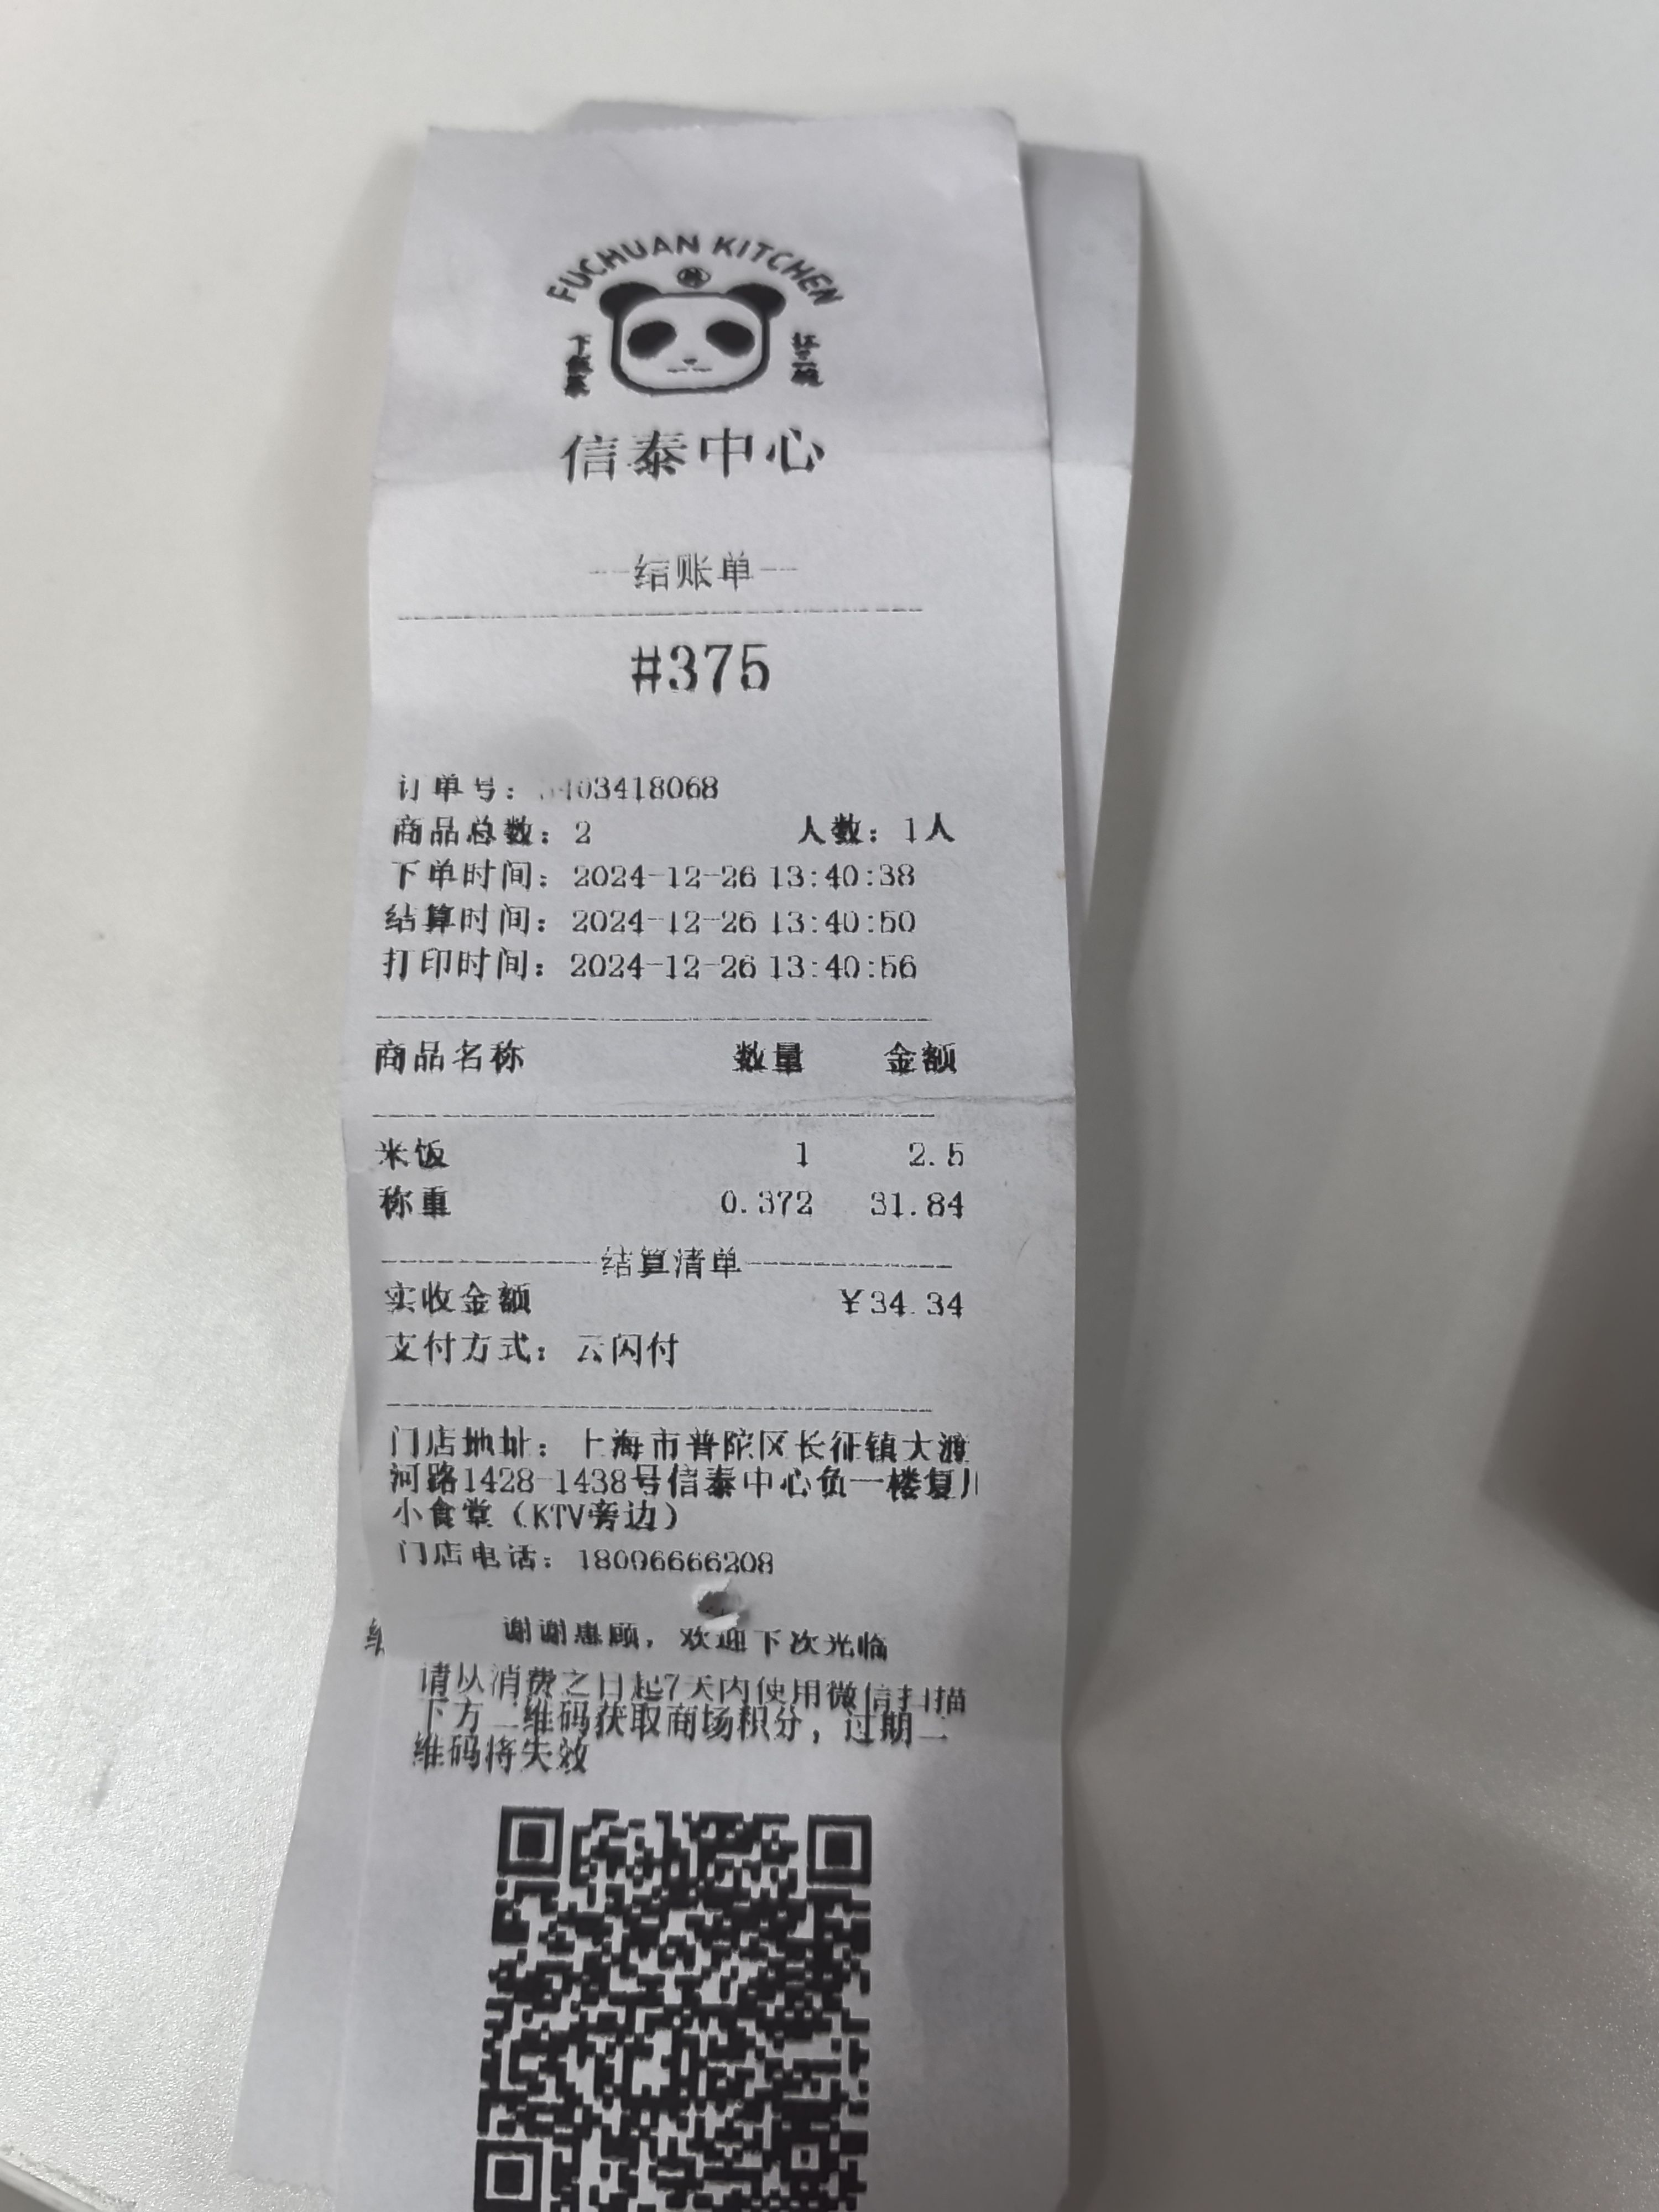 FUCHUAN KITCHEN
信泰中心
--结账单--
#375
订单号: 403418068
商品总数: 2 人数: 1人
下单时间: 2024-12-26 13:40:38
结算时间: 2024-12-26 13:40:50
打印时间: 2024-12-26 13:40:56
商品名称 数量 金额
米饭 1 2.5
称重 0.372 31.84
结算清单
实收金额 ¥34.34
支付方式: 云闪付
门店地址: 上海市普陀区长征镇大渡
河路1428-1438号信泰中心负一楼复川
小食堂(KTV旁边)
门店电话: 18096666208
谢谢惠顾, 欢迎下次光临
请以消费之日起7天内使用微信扫描
下方二维码获取商场积分, 过期二
维码将失效